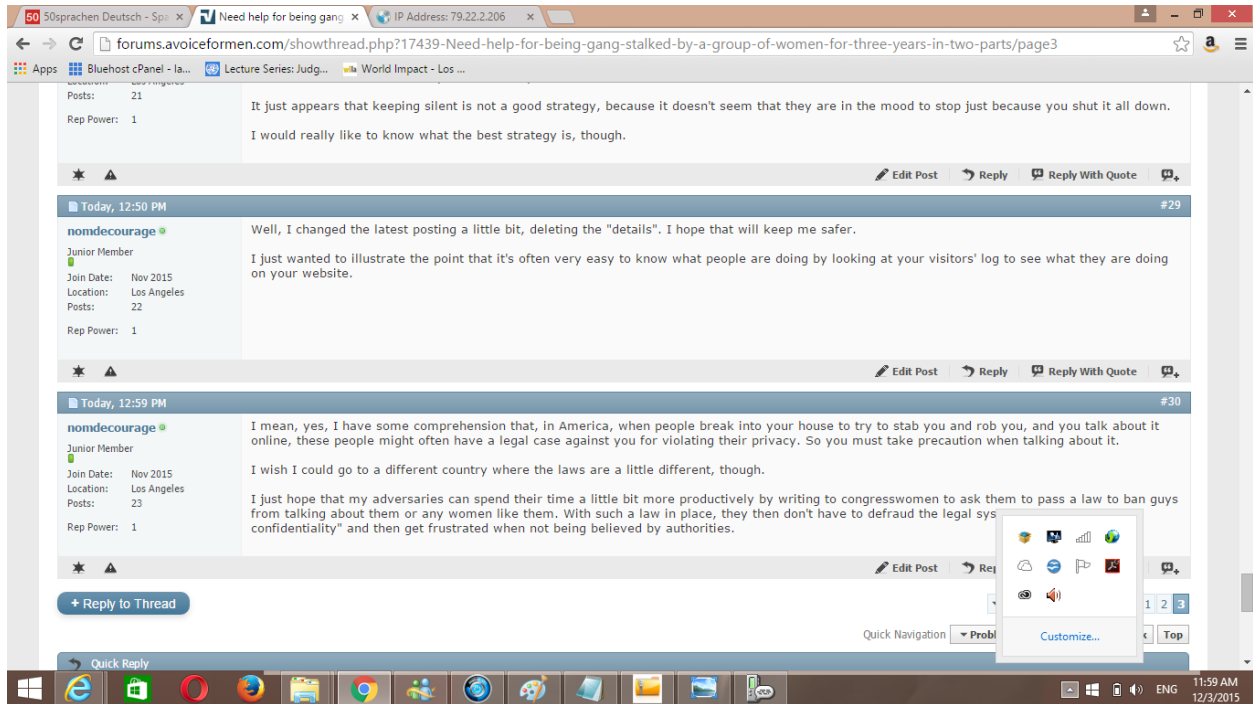 50 50sprachen Deutsch - Spa
Need help for being gang
IP Address: 79.22.2.206
forums.avoiceformen.com/showthread.php?17439-Need-help-for-being-gang-stalked-by-a-group-of-women-for-three-years-in-two-parts/page3
Apps
Bluehost cPanel - la...
Lecture Series: Judg...
World Impact - Los ...
Posts: 21
Rep Power: 1
It just appears that keeping silent is not a good strategy, because it doesn't seem that they are in the mood to stop just because you shut it all down.
I would really like to know what the best strategy is, though.
Edit Post Reply Reply With Quote
Today, 12:50 PM #29
nomdecourage
Junior Member
Join Date: Nov 2015
Location: Los Angeles
Posts: 22
Rep Power: 1
Well, I changed the latest posting a little bit, deleting the "details". I hope that will keep me safer.
I just wanted to illustrate the point that it's often very easy to know what people are doing by looking at your visitors' log to see what they are doing
on your website.
Edit Post Reply Reply With Quote
Today, 12:59 PM #30
nomdecourage
Junior Member
Join Date: Nov 2015
Location: Los Angeles
Posts: 23
Rep Power: 1
I mean, yes, I have some comprehension that, in America, when people break into your house to try to stab you and rob you, and you talk about it
online, these people might often have a legal case against you for violating their privacy. So you must take precaution when talking about it.
I wish I could go to a different country where the laws are a little different, though.
I just hope that my adversaries can spend their time a little bit more productively by writing to congresswomen to ask them to pass a law to ban guys
from talking about them or any women like them. With such a law in place, they then don't have to defraud the legal sys
confidentiality" and then get frustrated when not being believed by authorities.
Edit Post Rep
+ Reply to Thread
1 2 3
Quick Navigation Probl Top
Customize...
Quick Reply
ENG
11:59 AM
12/3/2015